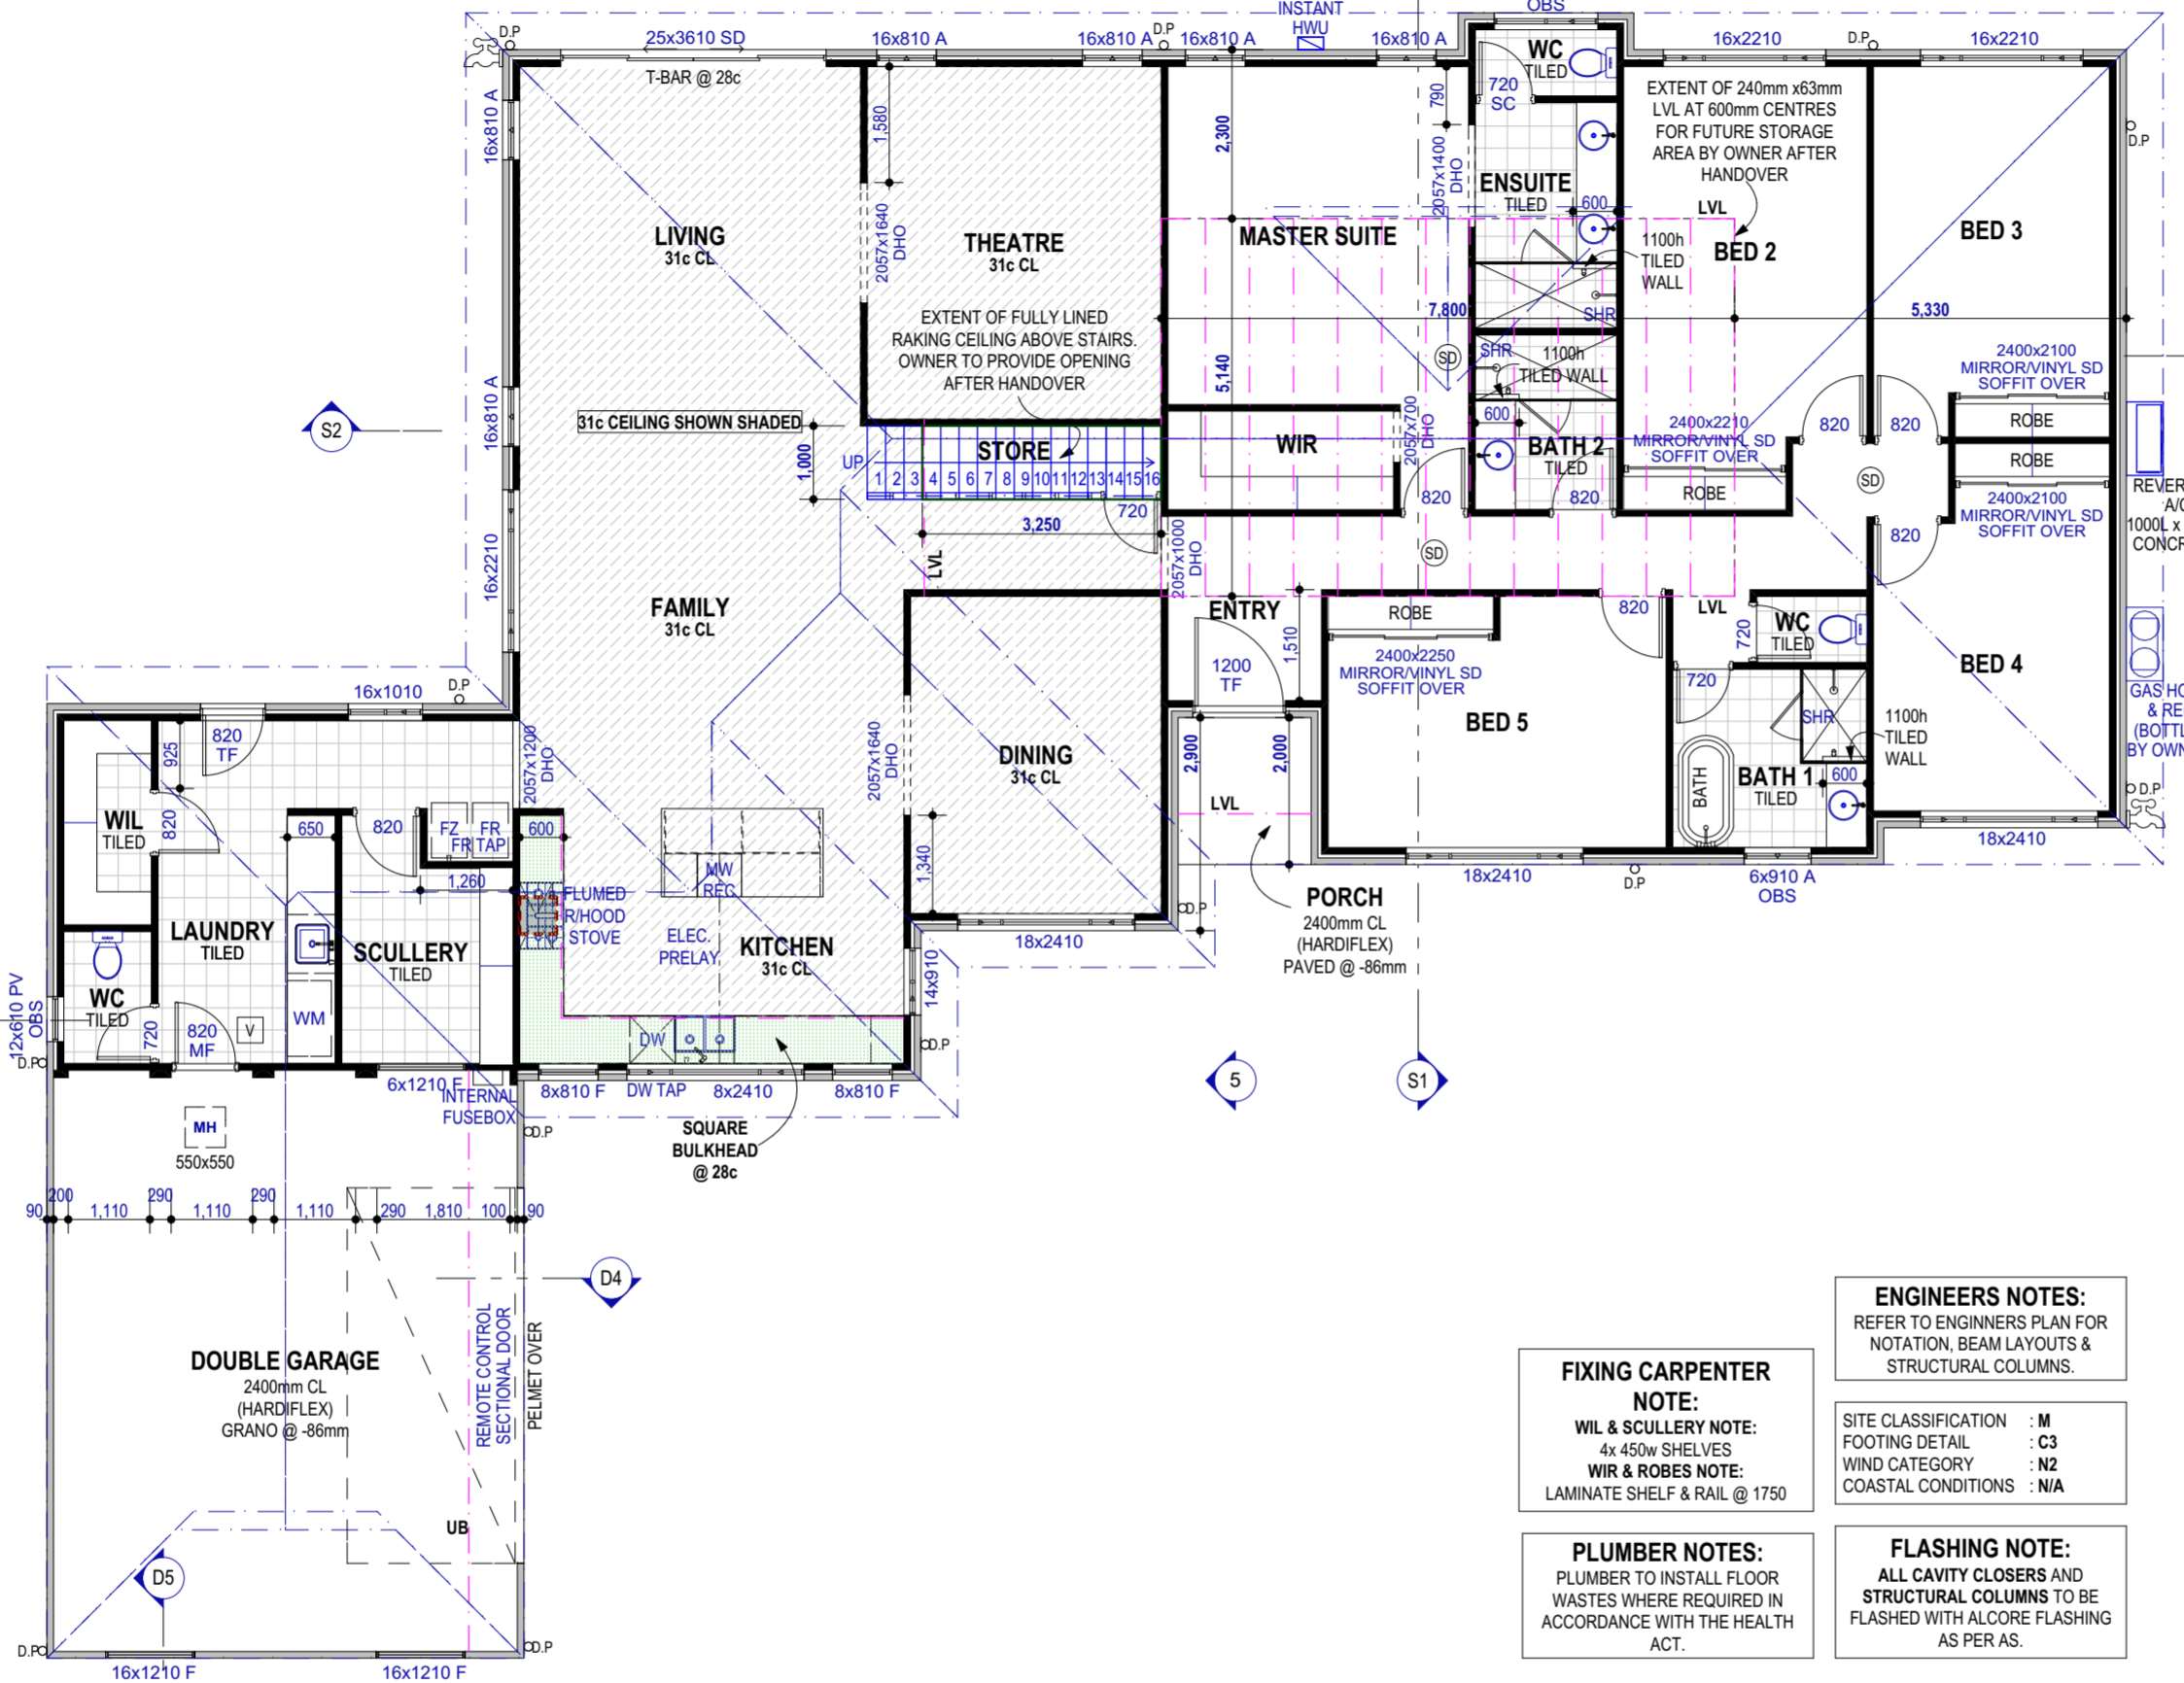 INSTANT
HWU
OBS
D.P
25x3610 SD
16x810 A
D.P
16x810 A
16x810 A
16x810 A
16x2210
D.P
16x2210
T-BAR @ 28c
WC
TILED
720
SC
EXTENT OF 240mm x63mm
LVL AT 600mm CENTRES
FOR FUTURE STORAGE
AREA BY OWNER AFTER
HANDOVER
16x810 A
1,580
2,300
790
D.P
2057x1640
DHO
2057x1400
DHO
ENSUITE
TILED
600
LVL
LIVING
31c CL
THEATRE
31c CL
MASTER SUITE
1100h
TILED
WALL
BED 2
BED 3
EXTENT OF FULLY LINED
RAKING CEILING ABOVE STAIRS.
OWNER TO PROVIDE OPENING
AFTER HANDOVER
7,800
SHR
5,330
SD
SHR
1100h
TILED WALL
2400x2100
MIRROR/VINYL SD
SOFFIT OVER
5,140
16x810 A
S2
31c CEILING SHOWN SHADED
1,000
UP
STORE
1 2 3 4 5 6 7 8 9 10 11 12 13 14 15 16
WIR
2057x700
DHO
600
BATH 2
TILED
2400x2210
MIRROR/VINYL SD
SOFFIT OVER
ROBE
820
820
ROBE
ROBE
SD
2400x2100
MIRROR/VINYL SD
SOFFIT OVER
820
820
820
720
3,250
LVL
2057x1000
DHO
SD
16x2210
REVER
A/C
1000L x
CONCR
FAMILY
31c CL
ENTRY
1200
TF
1,510
ROBE
2400x2250
MIRROR/VINYL SD
SOFFIT OVER
820
LVL
WC
TILED
720
720
BED 4
BED 5
GAS HO
& RE
(BOTTL
BY OWN
16x1010
D.P
820
TF
925
2057x1200
DHO
2057x1640
DHO
DINING
31c CL
2,900
2,000
LVL
SHR
1100h
TILED
WALL
BATH
BATH 1
TILED
600
D.P
WIL
TILED
820
650
820
FZ
FR
FR TAP
600
1,260
MW
REC
1,340
18x2410
18x2410
D.P
6x910 A
OBS
FLUMED
R/HOOD
STOVE
ELEC.
PRELAY
KITCHEN
31c CL
D.P
18x2410
PORCH
2400mm CL
(HARDIFLEX)
PAVED @ -86mm
LAUNDRY
TILED
SCULLERY
TILED
14x910
WC
TILED
12x610 PV
OBS
D.P
720
820
MF
V
WM
DW
D.P
6x1210 F
INTERNAL
FUSEBOX
8x810 F
DW TAP
8x2410
8x810 F
5
S1
MH
550x550
D.P
SQUARE
BULKHEAD
@ 28c
90
200
1,110
290
1,110
290
1,110
290
1,810
100
90
D4
REMOTE CONTROL
SECTIONAL DOOR
PELMET OVER
DOUBLE GARAGE
2400mm CL
(HARDIFLEX)
GRANO @ -86mm
UB
D5
D.P
D.P
16x1210 F
16x1210 F
ENGINEERS NOTES:
REFER TO ENGINNERS PLAN FOR
NOTATION, BEAM LAYOUTS &
STRUCTURAL COLUMNS.
FIXING CARPENTER
NOTE:
WIL & SCULLERY NOTE:
4x 450w SHELVES
WIR & ROBES NOTE:
LAMINATE SHELF & RAIL @ 1750
SITE CLASSIFICATION : M
FOOTING DETAIL : C3
WIND CATEGORY : N2
COASTAL CONDITIONS : N/A
PLUMBER NOTES:
PLUMBER TO INSTALL FLOOR
WASTES WHERE REQUIRED IN
ACCORDANCE WITH THE HEALTH
ACT.
FLASHING NOTE:
ALL CAVITY CLOSERS AND
STRUCTURAL COLUMNS TO BE
FLASHED WITH ALCORE FLASHING
AS PER AS.